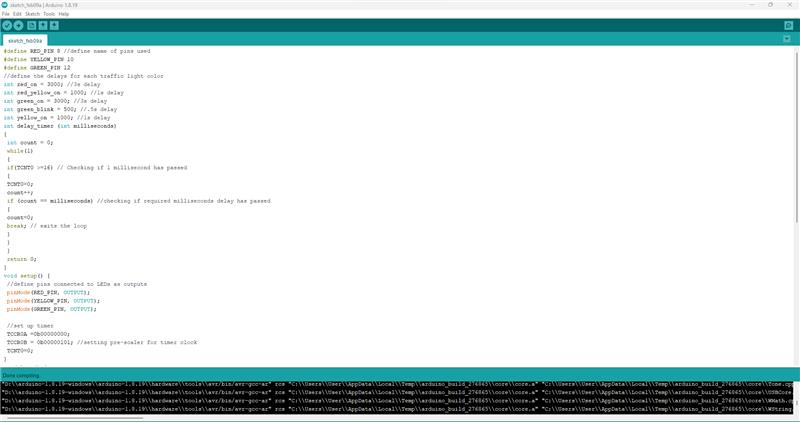 sketch_feb09a | Arduino 1.8.19
File Edit Sketch Tools Help
sketch_feb09a
#define RED_PIN 8 //define name of pins used
#define YELLOW_PIN 10
#define GREEN_PIN 12
//define the delays for each traffic light color
int red_on = 3000; //3s delay
int red_yellow_on = 1000; //1s delay
int green_on = 3000; //3s delay
int green_blink = 500; //.5s delay
int yellow_on = 1000; //1s delay
int delay_timer (int milliseconds)
{
int count = 0;
while(1)
{
if(TCNT0 >=16) // Checking if 1 millisecond has passed
{
TCNT0=0;
count++;
if (count == milliseconds) //checking if required milliseconds delay has passed
{
count=0;
break; // exits the loop
}
}
}
return 0;
}
void setup() {
//define pins connected to LEDs as outputs
pinMode(RED_PIN, OUTPUT);
pinMode(YELLOW_PIN, OUTPUT);
pinMode(GREEN_PIN, OUTPUT);
//set up timer
TCCR0A =0b00000000;
TCCR0B = 0b00000101; //setting pre-scaler for timer clock
TCNT0=0;
}
Done compiling.
"D:\\arduino-1.8.19-windows\\arduino-1.8.19\\hardware\\tools\\avr/bin/avr-gcc-ar" rcs "C:\\Users\\User\\AppData\\Local\\Temp\\arduino_build_276865\\core\\core.a" "C:\\Users\\User\\AppData\\Local\\Temp\\arduino_build_276865\\core\\Tone.cpp
"D:\\arduino-1.8.19-windows\\arduino-1.8.19\\hardware\\tools\\avr/bin/avr-gcc-ar" rcs "C:\\Users\\User\\AppData\\Local\\Temp\\arduino_build_276865\\core\\core.a" "C:\\Users\\User\\AppData\\Local\\Temp\\arduino_build_276865\\core\\USBCore.
"D:\\arduino-1.8.19-windows\\arduino-1.8.19\\hardware\\tools\\avr/bin/avr-gcc-ar" rcs "C:\\Users\\User\\AppData\\Local\\Temp\\arduino_build_276865\\core\\core.a" "C:\\Users\\User\\AppData\\Local\\Temp\\arduino_build_276865\\core\\WMath.cp
"D:\\arduino-1.8.19-windows\\arduino-1.8.19\\hardware\\tools\\avr/bin/avr-gcc-ar" rcs "C:\\Users\\User\\AppData\\Local\\Temp\\arduino_build_276865\\core\\core.a" "C:\\Users\\User\\AppData\\Local\\Temp\\arduino_build_276865\\core\\WString.